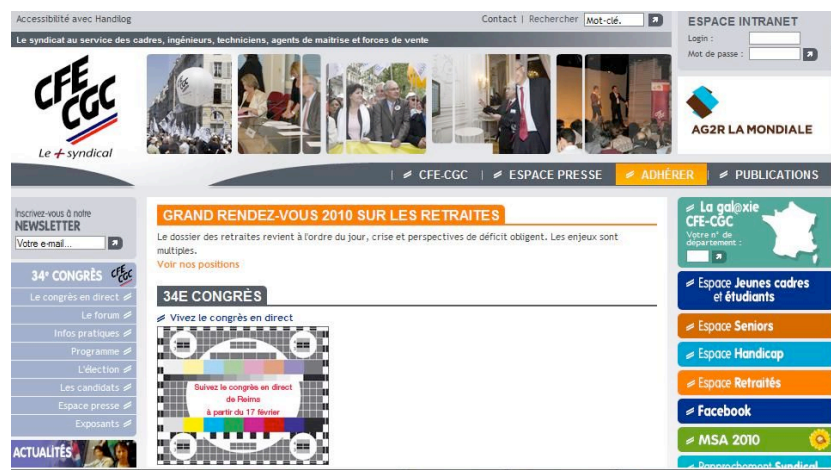 Accessibilité avec Handilog
Contact | Rechercher Mot-clé.
Le syndicat au service des cadres, ingénieurs, techniciens, agents de maîtrise et forces de vente
ESPACE INTRANET
Login :
Mot de passe :
CFE
CGC
Le + syndical
AG2R LA MONDIALE
| CFE-CGC | ESPACE PRESSE ADHÉRER | PUBLICATIONS
Inscrivez-vous à notre
NEWSLETTER
Votre e-mail...
34e CONGRÈS CFE CGC
Le congrès en direct
Le forum
Infos pratiques
Programme
L'élection
Les candidats
Espace presse
Exposants
ACTUALITÉS
GRAND RENDEZ-VOUS 2010 SUR LES RETRAITES
Le dossier des retraites revient à l'ordre du jour, crise et perspectives de déficit obligent. Les enjeux sont
multiples.
Voir nos positions
34E CONGRÈS
Vivez le congrès en direct
Suivez le congrès en direct
de Reims
à partir du 17 février
La gal@xie
CFE-CGC
Votre n° de
département :
Espace Jeunes cadres
et étudiants
Espace Seniors
Espace Handicap
Espace Retraités
Facebook
MSA 2010
Rapprochement Syndical